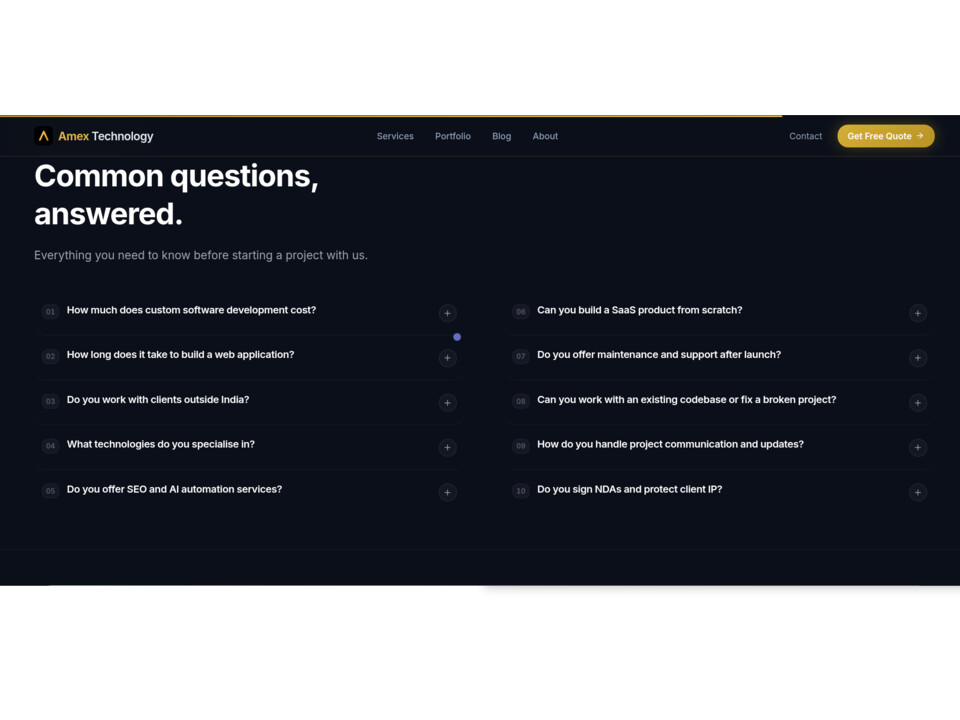 Amex Technology
Services
Portfolio
Blog
About
Contact
Get Free Quote →
Common questions,
answered.
Everything you need to know before starting a project with us.
01 How much does custom software development cost? +
02 How long does it take to build a web application? +
03 Do you work with clients outside India? +
04 What technologies do you specialise in? +
05 Do you offer SEO and AI automation services? +
06 Can you build a SaaS product from scratch? +
07 Do you offer maintenance and support after launch? +
08 Can you work with an existing codebase or fix a broken project? +
09 How do you handle project communication and updates? +
10 Do you sign NDAs and protect client IP? +